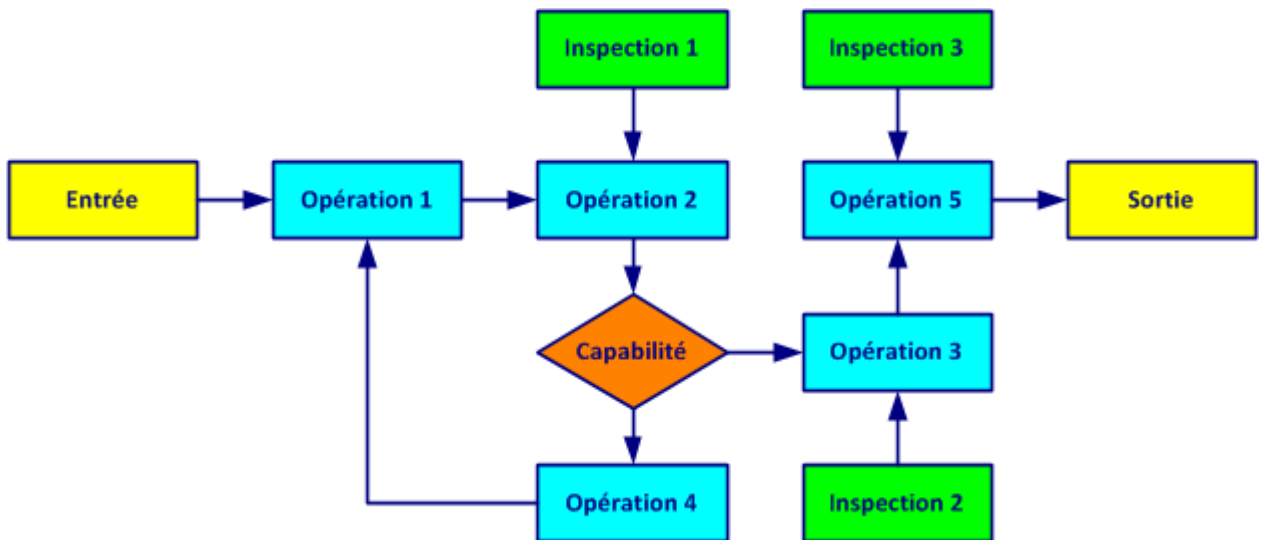 Inspection 1
Inspection 3
Entrée
Opération 1
Opération 2
Opération 5
Sortie
Capabilité
Opération 3
Opération 4
Inspection 2